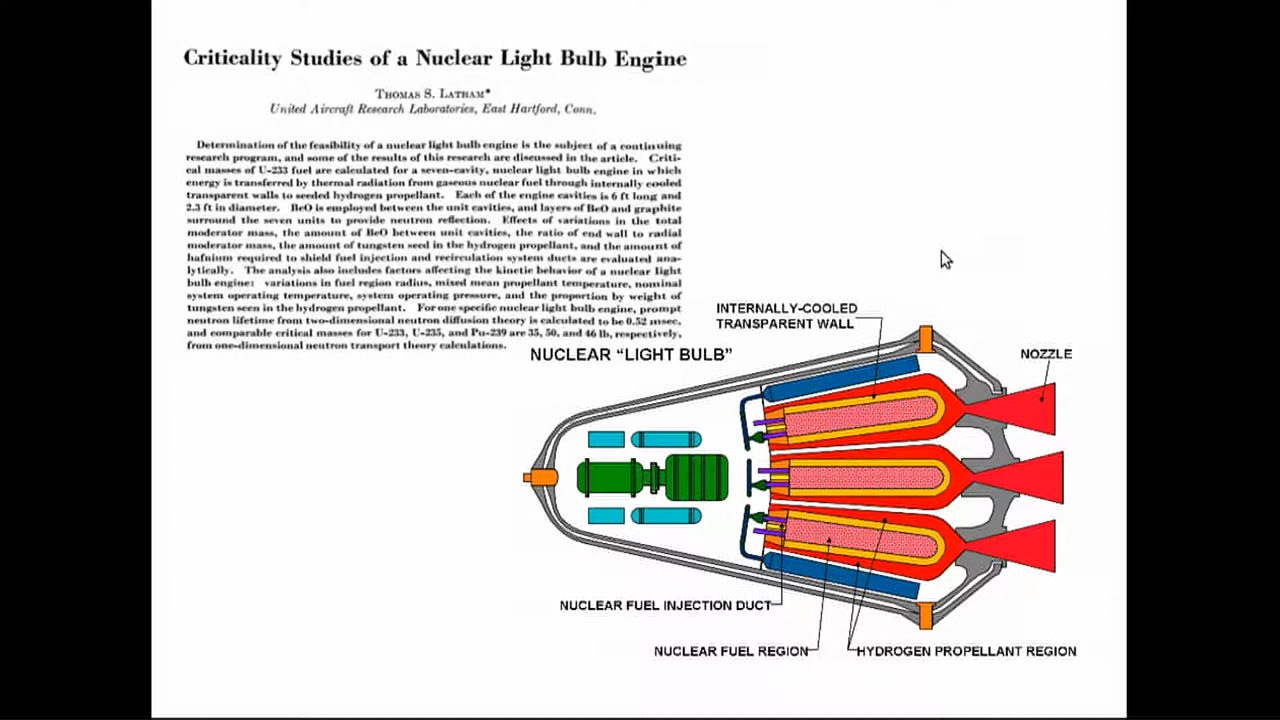 Criticality Studies of a Nuclear Light Bulb Engine
THOMAS S. LATHAM*
United Aircraft Research Laboratories, East Hartford, Conn.
Determination of the feasibility of a nuclear light bulb engine is the subject of a continuing
research program, and some of the results of this research are discussed in the article. Criti-
cal masses of U-233 fuel are calculated for a seven-cavity, nuclear light bulb engine in which
energy is transferred by thermal radiation from gaseous nuclear fuel through internally cooled
transparent walls to seeded hydrogen propellant. Each of the engine cavities is 6 ft long and
2.3 ft in diameter. BeO is employed between the unit cavities, and layers of BeO and graphite
surround the seven units to provide neutron reflection. Effects of variations in the total
moderator mass, the amount of BeO between unit cavities, the ratio of end wall to radial
moderator mass, the amount of tungsten seed in the hydrogen propellant, and the amount of
hafnium required to shield fuel injection and recirculation system ducts are evaluated ana-
lytically. The analysis also includes factors affecting the kinetic behavior of a nuclear light
bulb engine: variations in fuel region radius, mixed mean propellant temperature, nominal
system operating temperature, system operating pressure, and the proportion by weight of
tungsten seen in the hydrogen propellant. For one specific nuclear light bulb engine, prompt
neutron lifetime from two-dimensional neutron diffusion theory is calculated to be 0.52 msec,
and comparable critical masses for U-233, U-235, and Pu-239 are 35, 50, and 46 lb, respectively,
from one-dimensional neutron transport theory calculations.
NUCLEAR “LIGHT BULB”
INTERNALLY-COOLED
TRANSPARENT WALL
NOZZLE
NUCLEAR FUEL INJECTION DUCT
NUCLEAR FUEL REGION
HYDROGEN PROPELLANT REGION